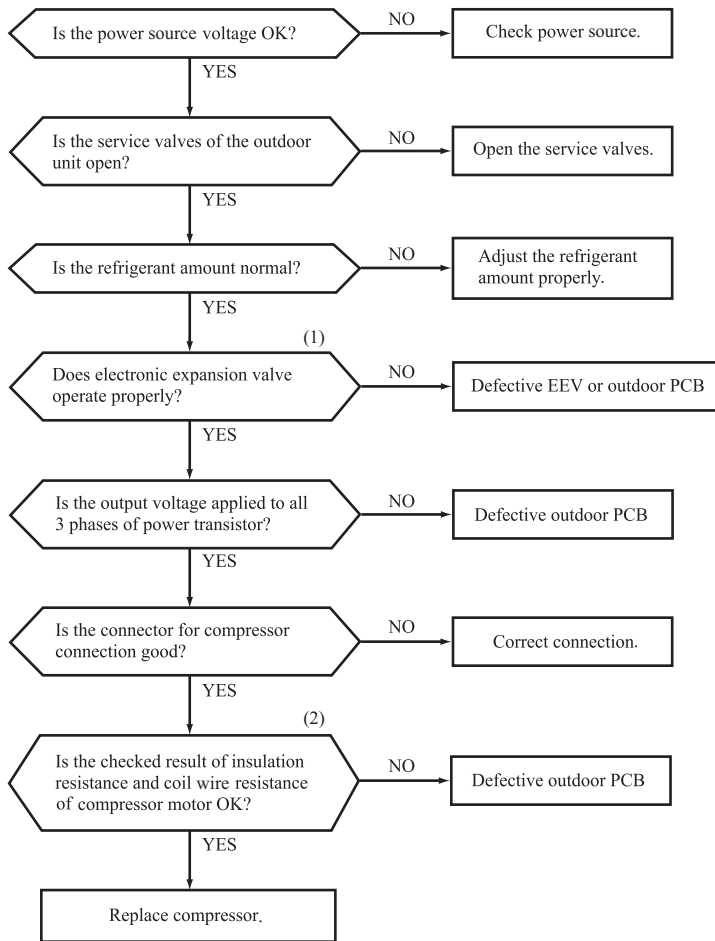 Is the power source voltage OK?
NO
Check power source.
YES
Is the service valves of the outdoor
unit open?
NO
Open the service valves.
YES
Is the refrigerant amount normal?
NO
Adjust the refrigerant
amount properly.
YES
(1)
Does electronic expansion valve
operate properly?
NO
Defective EEV or outdoor PCB
YES
Is the output voltage applied to all
3 phases of power transistor?
NO
Defective outdoor PCB
YES
Is the connector for compressor
connection good?
NO
Correct connection.
YES
(2)
Is the checked result of insulation
resistance and coil wire resistance
of compressor motor OK?
NO
Defective outdoor PCB
YES
Replace compressor.